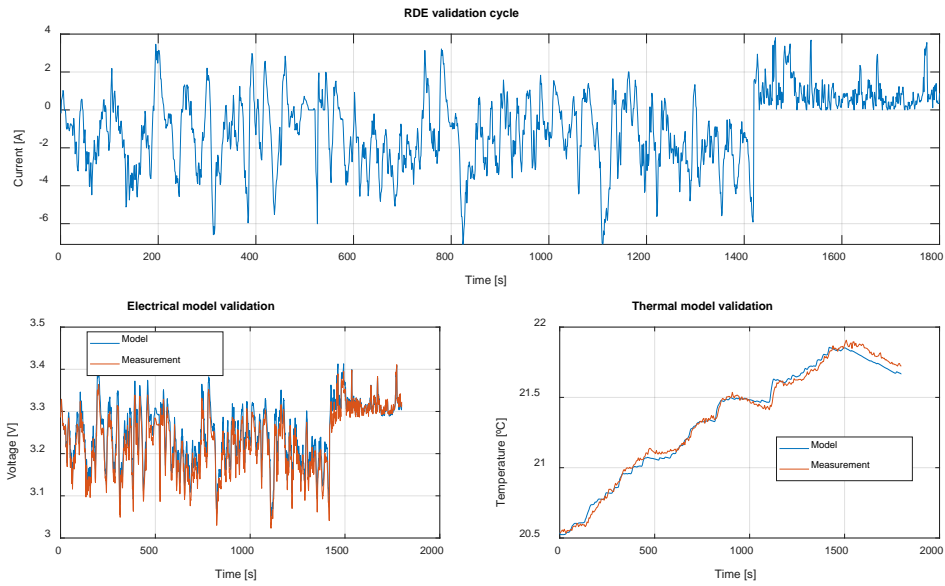 RDE validation cycle
4
2
0
-2
-4
-6
Current [A]
0
200
400
600
800
1000
1200
1400
1600
1800
Time [s]
Electrical model validation
3.5
3.4
3.3
3.2
3.1
3
Voltage [V]
Model
Measurement
0
500
1000
1500
2000
Time [s]
Thermal model validation
22
21.5
21
20.5
Temperature [ºC]
Model
Measurement
0
500
1000
1500
2000
Time [s]